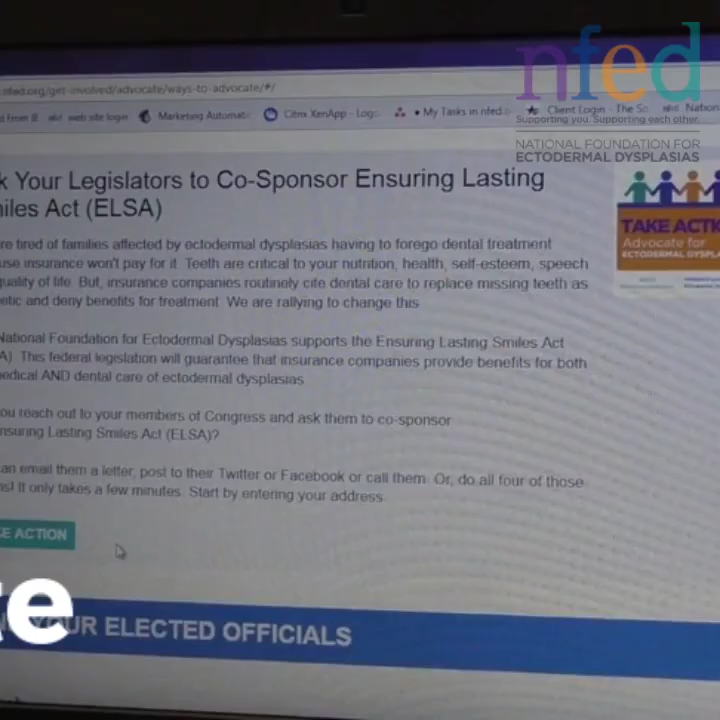 nfed
Supporting you. Supporting each other.
NATIONAL FOUNDATION FOR
ECTODERMAL DYSPLASIAS
nfed.org/get-involved/advocate/ways-to-advocate/#/
From IE web site login Marketing Automati Citrix XenApp - Logo My Tasks in nfed.o Client Login - The So Nation
k Your Legislators to Co-Sponsor Ensuring Lasting
iles Act (ELSA)
re tired of families affected by ectodermal dysplasias having to forego dental treatment
use insurance won't pay for it. Teeth are critical to your nutrition, health, self-esteem, speech
quality of life. But, insurance companies routinely cite dental care to replace missing teeth as
etic and deny benefits for treatment. We are rallying to change this
National Foundation for Ectodermal Dysplasias supports the Ensuring Lasting Smiles Act
A). This federal legislation will guarantee that insurance companies provide benefits for both
edical AND dental care of ectodermal dysplasias
ou reach out to your members of Congress and ask them to co-sponsor
nsuring Lasting Smiles Act (ELSA)?
an email them a letter, post to their Twitter or Facebook or call them. Or, do all four of those
ns! It only takes a few minutes. Start by entering your address.
E ACTION
TAKE ACTI
Advocate for
ECTODERMAL DYSPLA
te
YOUR ELECTED OFFICIALS